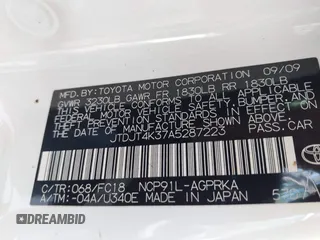 MFD.BY:TOYOTA MOTOR CORPORATION 09/09
GVWR 3230LB GAWR FR 1830LB RR 1830LB
THIS VEHICLE CONFORMS TO ALL APPLICABLE
FEDERAL MOTOR VEHICLE SAFETY, BUMPER, AND
THEFT PREVENTION STANDARDS IN EFFECT ON
THE DATE OF MANUFACTURE SHOWN ABOVE.
JTDJT4K37A5287223 PASS.CAR
C/TR:068/FC18 NCP91L-AGPRKA
A/TM:-04A/U340E MADE IN JAPAN
DEALERSHIP